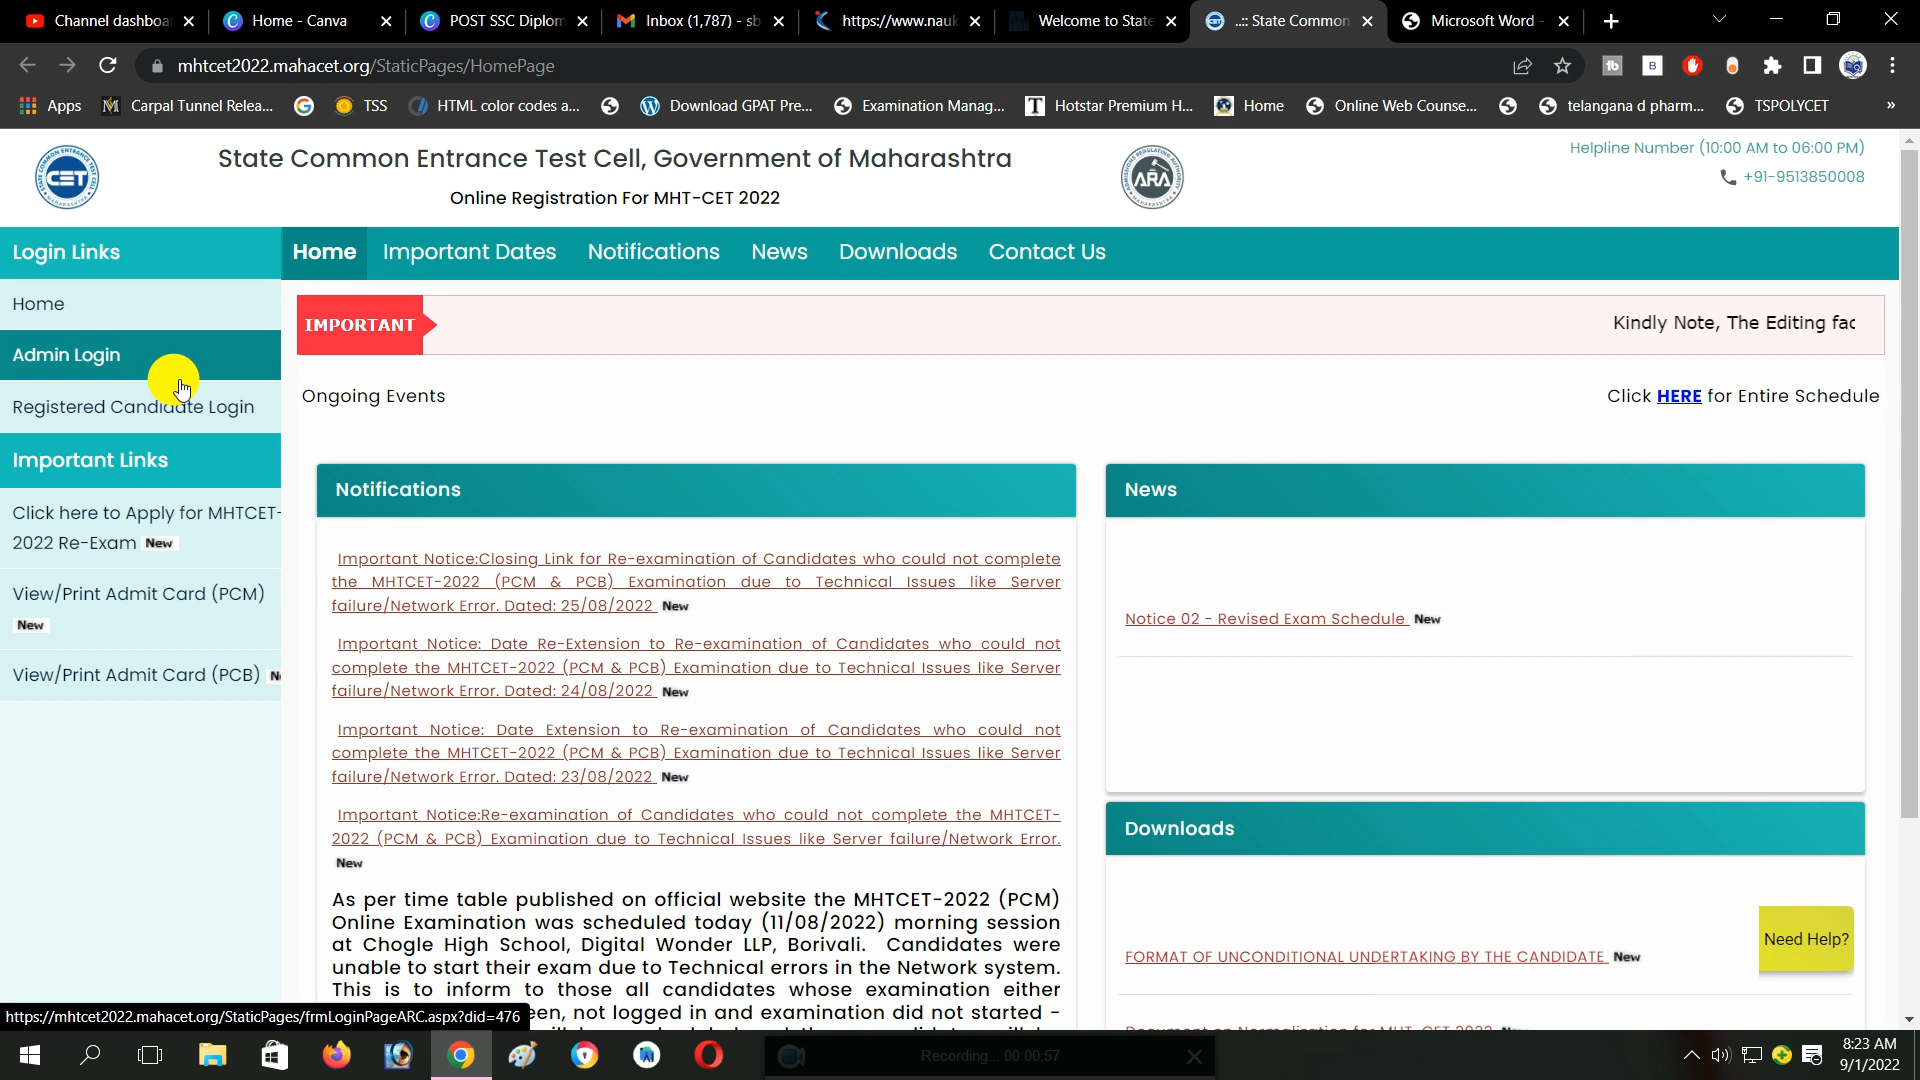 Channel dashboa
Home - Canva
POST SSC Diplom
Inbox (1,787) - sb
https://www.nauk
Welcome to State
..:: State Common
Microsoft Word -
mhtcet2022.mahacet.org/StaticPages/HomePage
Apps
Carpal Tunnel Relea...
TSS
HTML color codes a...
Download GPAT Pre...
Examination Manag...
Hotstar Premium H...
Home
Online Web Counse...
telangana d pharm...
TSPOLYCET
»
CET
State Common Entrance Test Cell, Government of Maharashtra
Online Registration For MHT-CET 2022
ARA
Helpline Number (10:00 AM to 06:00 PM)
+91-9513850008
Login Links
Home
Admin Login
Registered Candidate Login
Important Links
Click here to Apply for MHTCET-
2022 Re-Exam New
View/Print Admit Card (PCM)
New
View/Print Admit Card (PCB)
Home
Important Dates
Notifications
News
Downloads
Contact Us
IMPORTANT
Kindly Note, The Editing fac
Ongoing Events
Click HERE for Entire Schedule
Notifications
Important Notice:Closing Link for Re-examination of Candidates who could not complete
the MHTCET-2022 (PCM & PCB) Examination due to Technical Issues like Server
failure/Network Error. Dated: 25/08/2022 New
Important Notice: Date Re-Extension to Re-examination of Candidates who could not
complete the MHTCET-2022 (PCM & PCB) Examination due to Technical Issues like Server
failure/Network Error. Dated: 24/08/2022 New
Important Notice: Date Extension to Re-examination of Candidates who could not
complete the MHTCET-2022 (PCM & PCB) Examination due to Technical Issues like Server
failure/Network Error. Dated: 23/08/2022 New
Important Notice:Re-examination of Candidates who could not complete the MHTCET-
2022 (PCM & PCB) Examination due to Technical Issues like Server failure/Network Error.
New
As per time table published on official website the MHTCET-2022 (PCM)
Online Examination was scheduled today (11/08/2022) morning session
at Chogle High School, Digital Wonder LLP, Borivali. Candidates were
unable to start their exam due to Technical errors in the Network system.
This is to inform to those all candidates whose examination either
een, not logged in and examination did not started -
News
Notice 02 - Revised Exam Schedule New
Downloads
FORMAT OF UNCONDITIONAL UNDERTAKING BY THE CANDIDATE New
Document on Normalisation for MHT-CET 2022
Need Help?
https://mhtcet2022.mahacet.org/StaticPages/frmLoginPageARC.aspx?did=476
Recording... 00:00:57
8:23 AM
9/1/2022